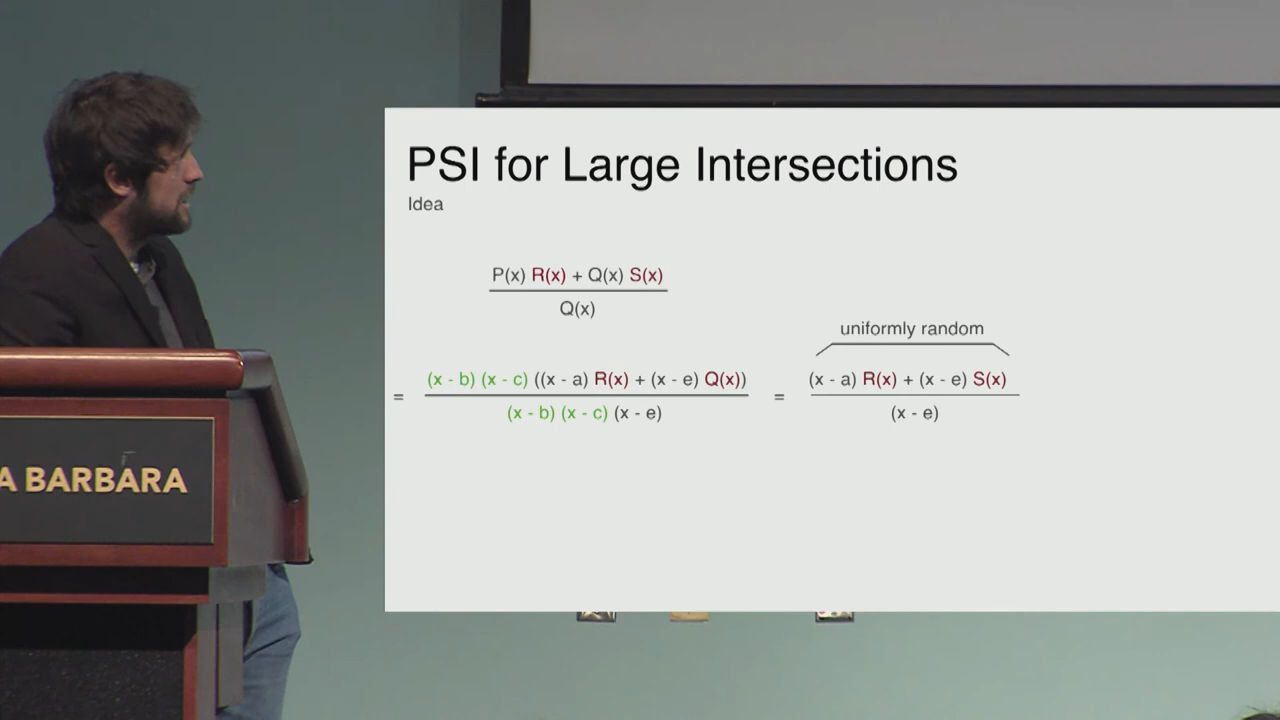 PSI for Large Intersections
Idea
P(x) R(x) + Q(x) S(x)
Q(x)
uniformly random
= (x - b) (x - c) ((x - a) R(x) + (x - e) Q(x)) = (x - a) R(x) + (x - e) S(x)
(x - b) (x - c) (x - e) (x - e)
A BARBARA